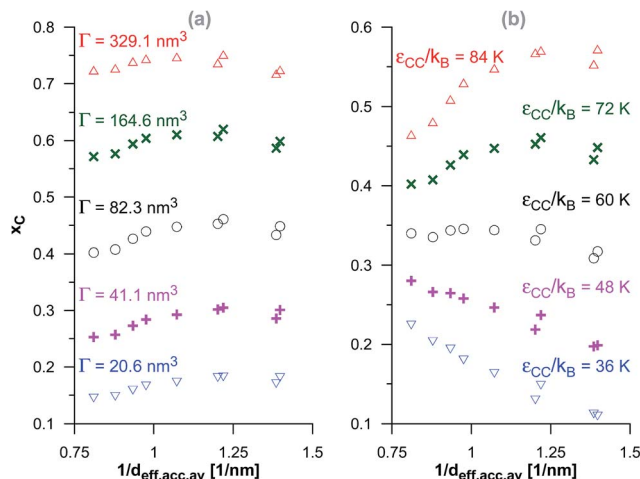 (a)
(b)
0.8
0.7
0.6
0.5
0.4
0.3
0.2
0.1
x_C
Γ = 329.1 nm³
Γ = 164.6 nm³
Γ = 82.3 nm³
Γ = 41.1 nm³
Γ = 20.6 nm³
0.75
1
1.25
1.5
1/d_eff,acc,av [1/nm]
0.6
0.5
0.4
0.3
0.2
0.1
ε_CC/k_B = 84 K
ε_CC/k_B = 72 K
ε_CC/k_B = 60 K
ε_CC/k_B = 48 K
ε_CC/k_B = 36 K
0.75
1
1.25
1.5
1/d_eff,acc,av [1/nm]